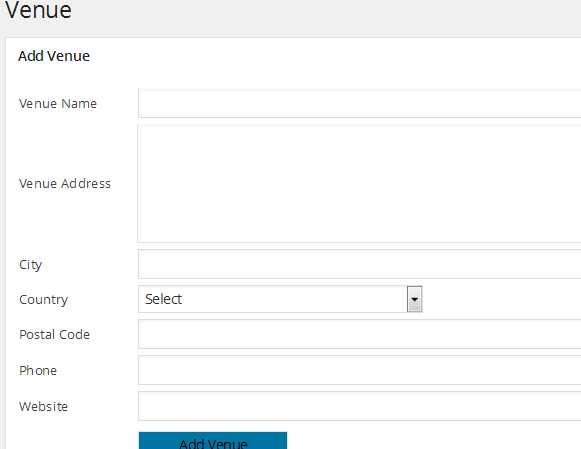 Venue
Add Venue
Venue Name
Venue Address
City
Country Select
Postal Code
Phone
Website
Add Venue